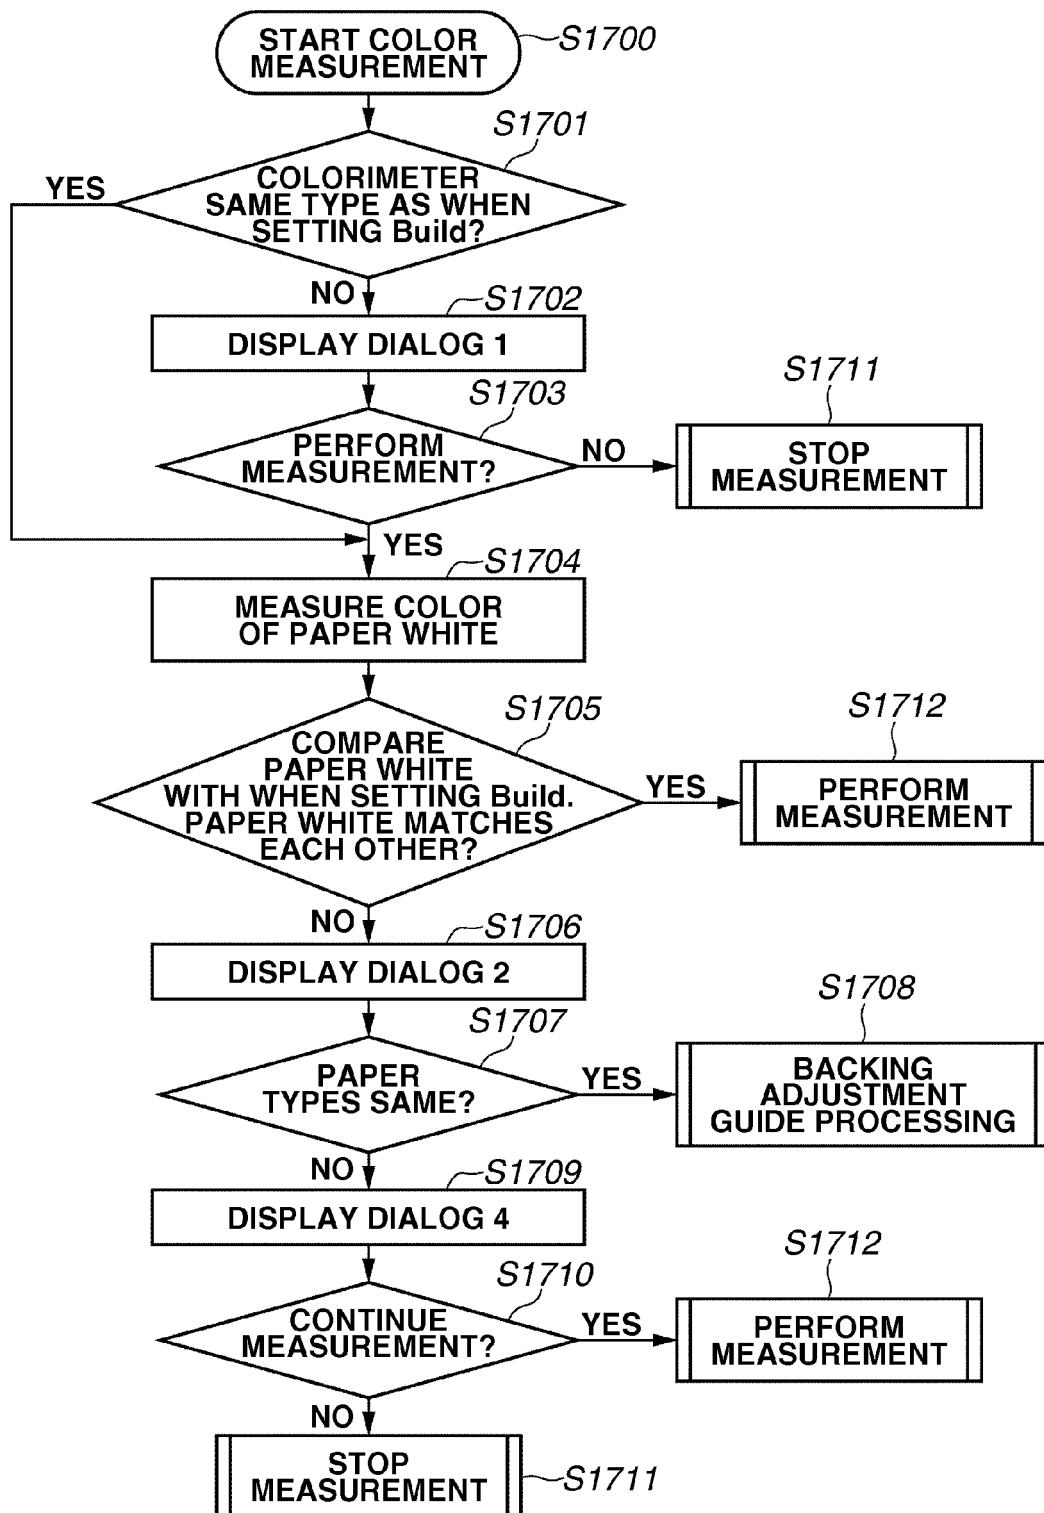 START COLOR
MEASUREMENT
S1700
S1701
YES
COLORIMETER
SAME TYPE AS WHEN
SETTING Build?
NO
S1702
DISPLAY DIALOG 1
S1703
S1711
PERFORM
MEASUREMENT?
NO
STOP
MEASUREMENT
YES
S1704
MEASURE COLOR
OF PAPER WHITE
S1705
S1712
COMPARE
PAPER WHITE
WITH WHEN SETTING Build.
PAPER WHITE MATCHES
EACH OTHER?
YES
PERFORM
MEASUREMENT
NO
S1706
DISPLAY DIALOG 2
S1707
S1708
PAPER
TYPES SAME?
YES
BACKING
ADJUSTMENT
GUIDE PROCESSING
NO
S1709
DISPLAY DIALOG 4
S1710
S1712
CONTINUE
MEASUREMENT?
YES
PERFORM
MEASUREMENT
NO
STOP
MEASUREMENT
S1711